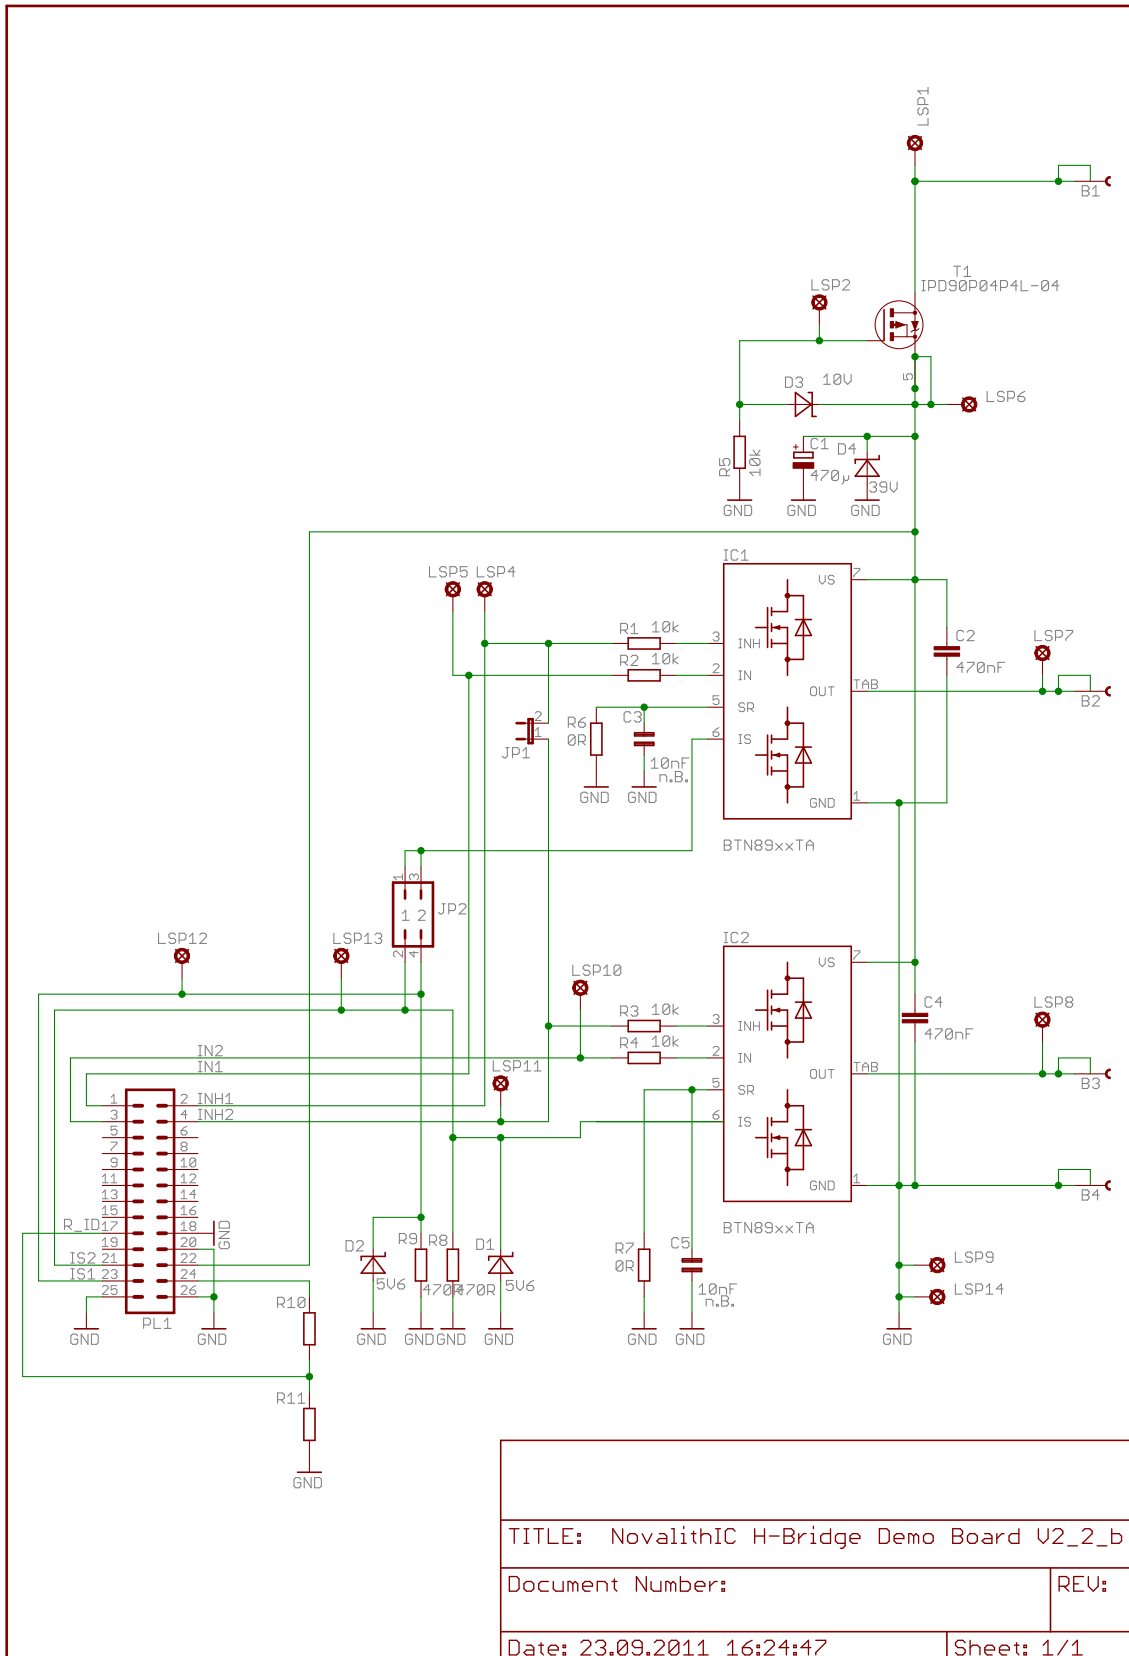 LSP1
B1
T1
IPD90P04P4L-04
LSP2
5
D3 10V
LSP6
R5 10k
C1 470µ
+
D4 39V
GND GND GND
IC1
LSP5 LSP4
VS 7
R1 10k 3 INH
R2 10k 2 IN
C2 470nF
LSP7
OUT TAB
B2
5 SR
6 IS
R6 0R
C3 10nF n.B.
2
1
JP1
GND GND
GND 1
BTN89xxTA
1 3
1 2
JP2
2 4
LSP12 LSP13
IC2
VS 7
LSP10
R3 10k 3 INH
R4 10k 2 IN
C4 470nF
LSP8
OUT TAB
B3
5 SR
6 IS
GND 1
B4
BTN89xxTA
IN2
IN1
LSP11
1 2 INH1
3 4 INH2
5 6
7 8
9 10
11 12
13 14
15 16
R_ID 17 18 GND
19 20
IS2 21 22
IS1 23 24
25 26
GND PL1 GND
D2 5V6
R9 470R
R8 470R
D1 5V6
GND GND GND GND
R7 0R
C5 10nF n.B.
GND GND
LSP9
LSP14
GND
R10
R11
GND
TITLE: NovalithIC H-Bridge Demo Board V2_2_b
Document Number:
REV:
Date: 23.09.2011 16:24:47
Sheet: 1/1